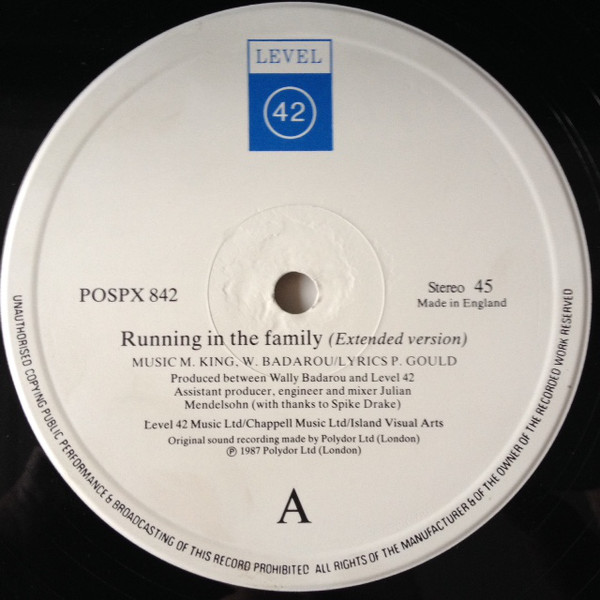 LEVEL
42
POSPX 842
Stereo 45
Made in England
Running in the family (Extended version)
MUSIC M. KING, W. BADAROU/LYRICS P. GOULD
Produced between Wally Badarou and Level 42
Assistant producer, engineer and mixer Julian
Mendelsohn (with thanks to Spike Drake)
Level 42 Music Ltd/Chappell Music Ltd/Island Visual Arts
Original sound recording made by Polydor Ltd (London)
℗ 1987 Polydor Ltd (London)
A
UNAUTHORISED COPYING PUBLIC PERFORMANCE & BROADCASTING OF THIS RECORD PROHIBITED ALL RIGHTS OF THE MANUFACTURER & OF THE OWNER OF THE RECORDED WORK RESERVED